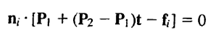 nᵢ · [P₁ + (P₂ − P₁)t − fᵢ] = 0